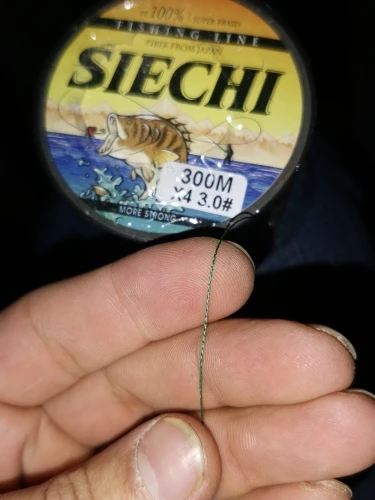 100% SUPER BRAID
FISHING LINE
FIBER FROM JAPAN
SIECHI
300M
X4 3.0#
MORE STRONG